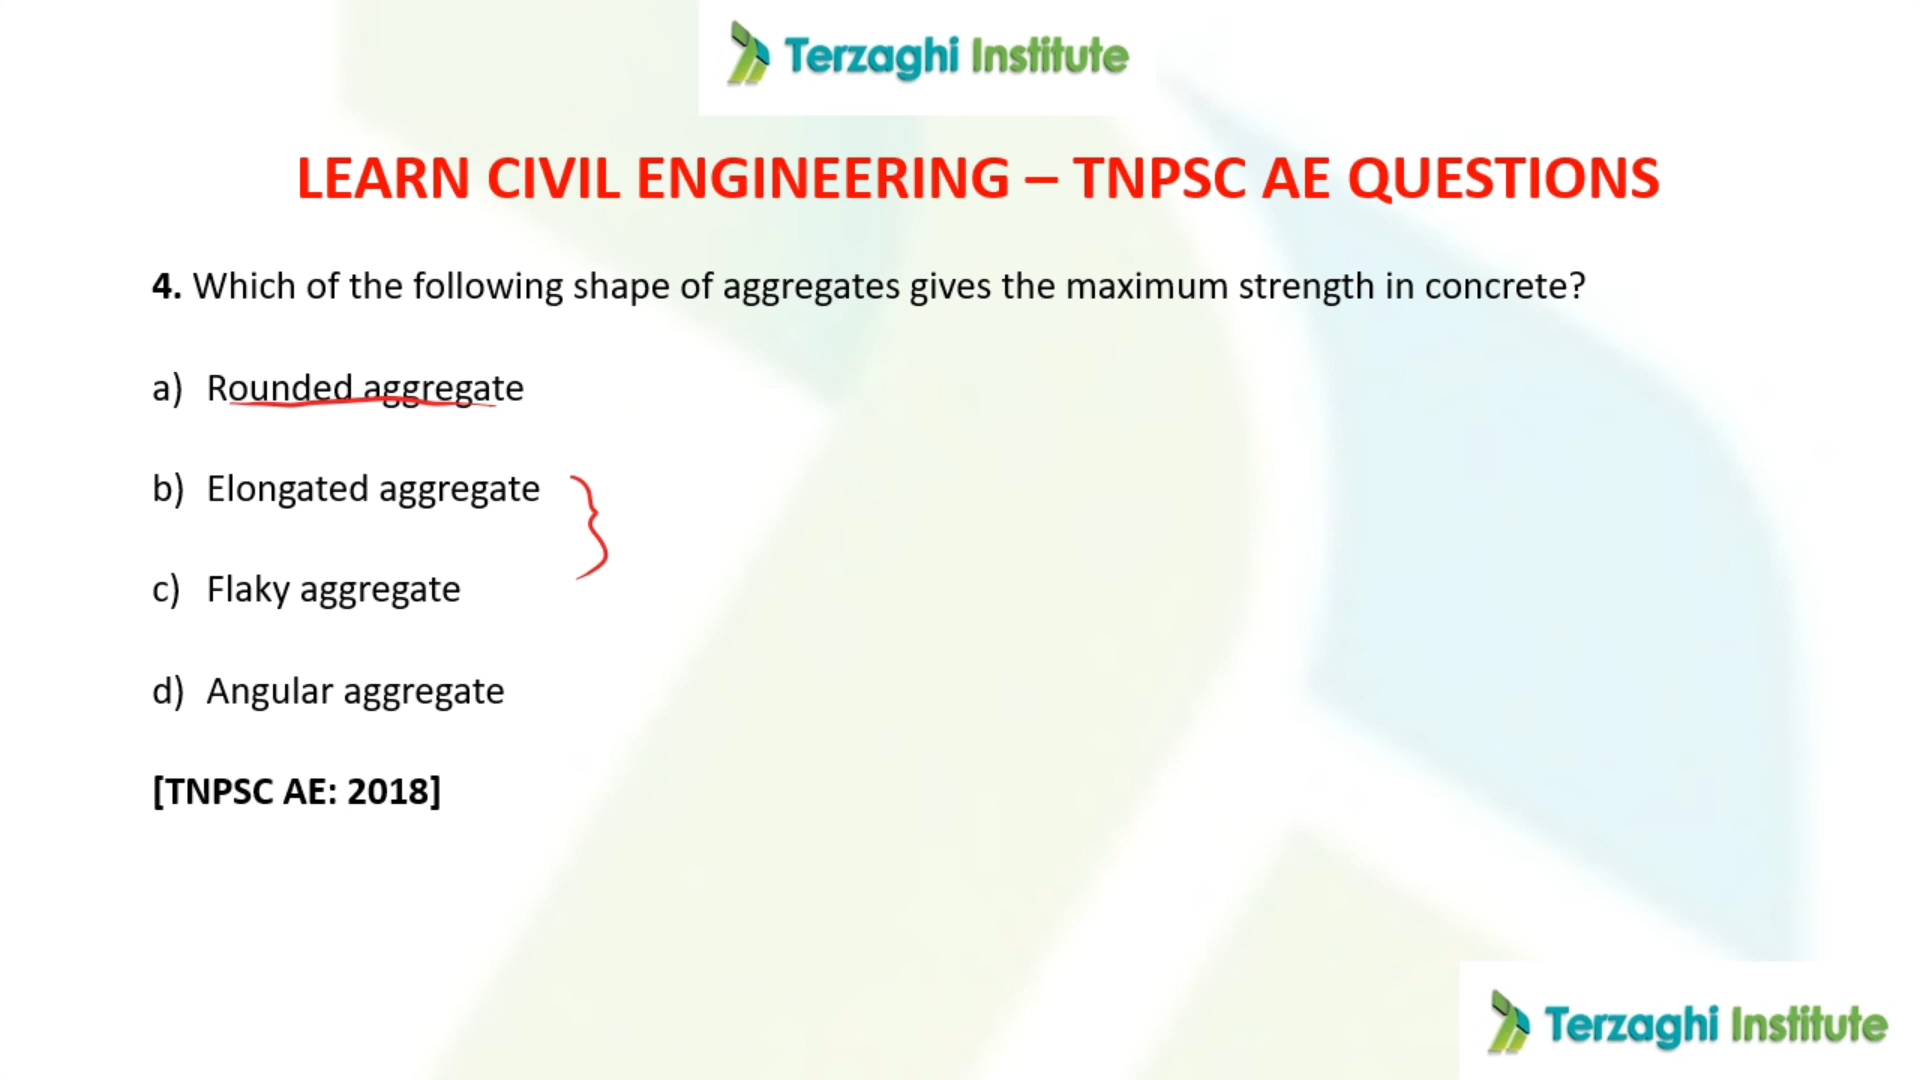 Terzaghi Institute
LEARN CIVIL ENGINEERING – TNPSC AE QUESTIONS
4. Which of the following shape of aggregates gives the maximum strength in concrete?
a) Rounded aggregate
b) Elongated aggregate
c) Flaky aggregate
d) Angular aggregate
[TNPSC AE: 2018]
Terzaghi Institute